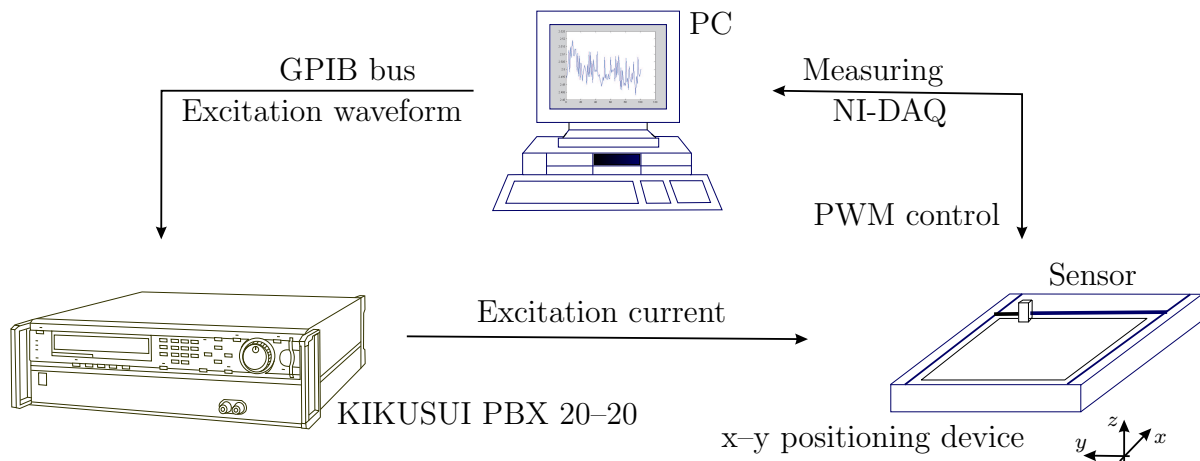 PC
GPIB bus
Excitation waveform
Measuring
NI-DAQ
PWM control
Sensor
Excitation current
KIKUSUI PBX 20–20
x–y positioning device
z
y
x